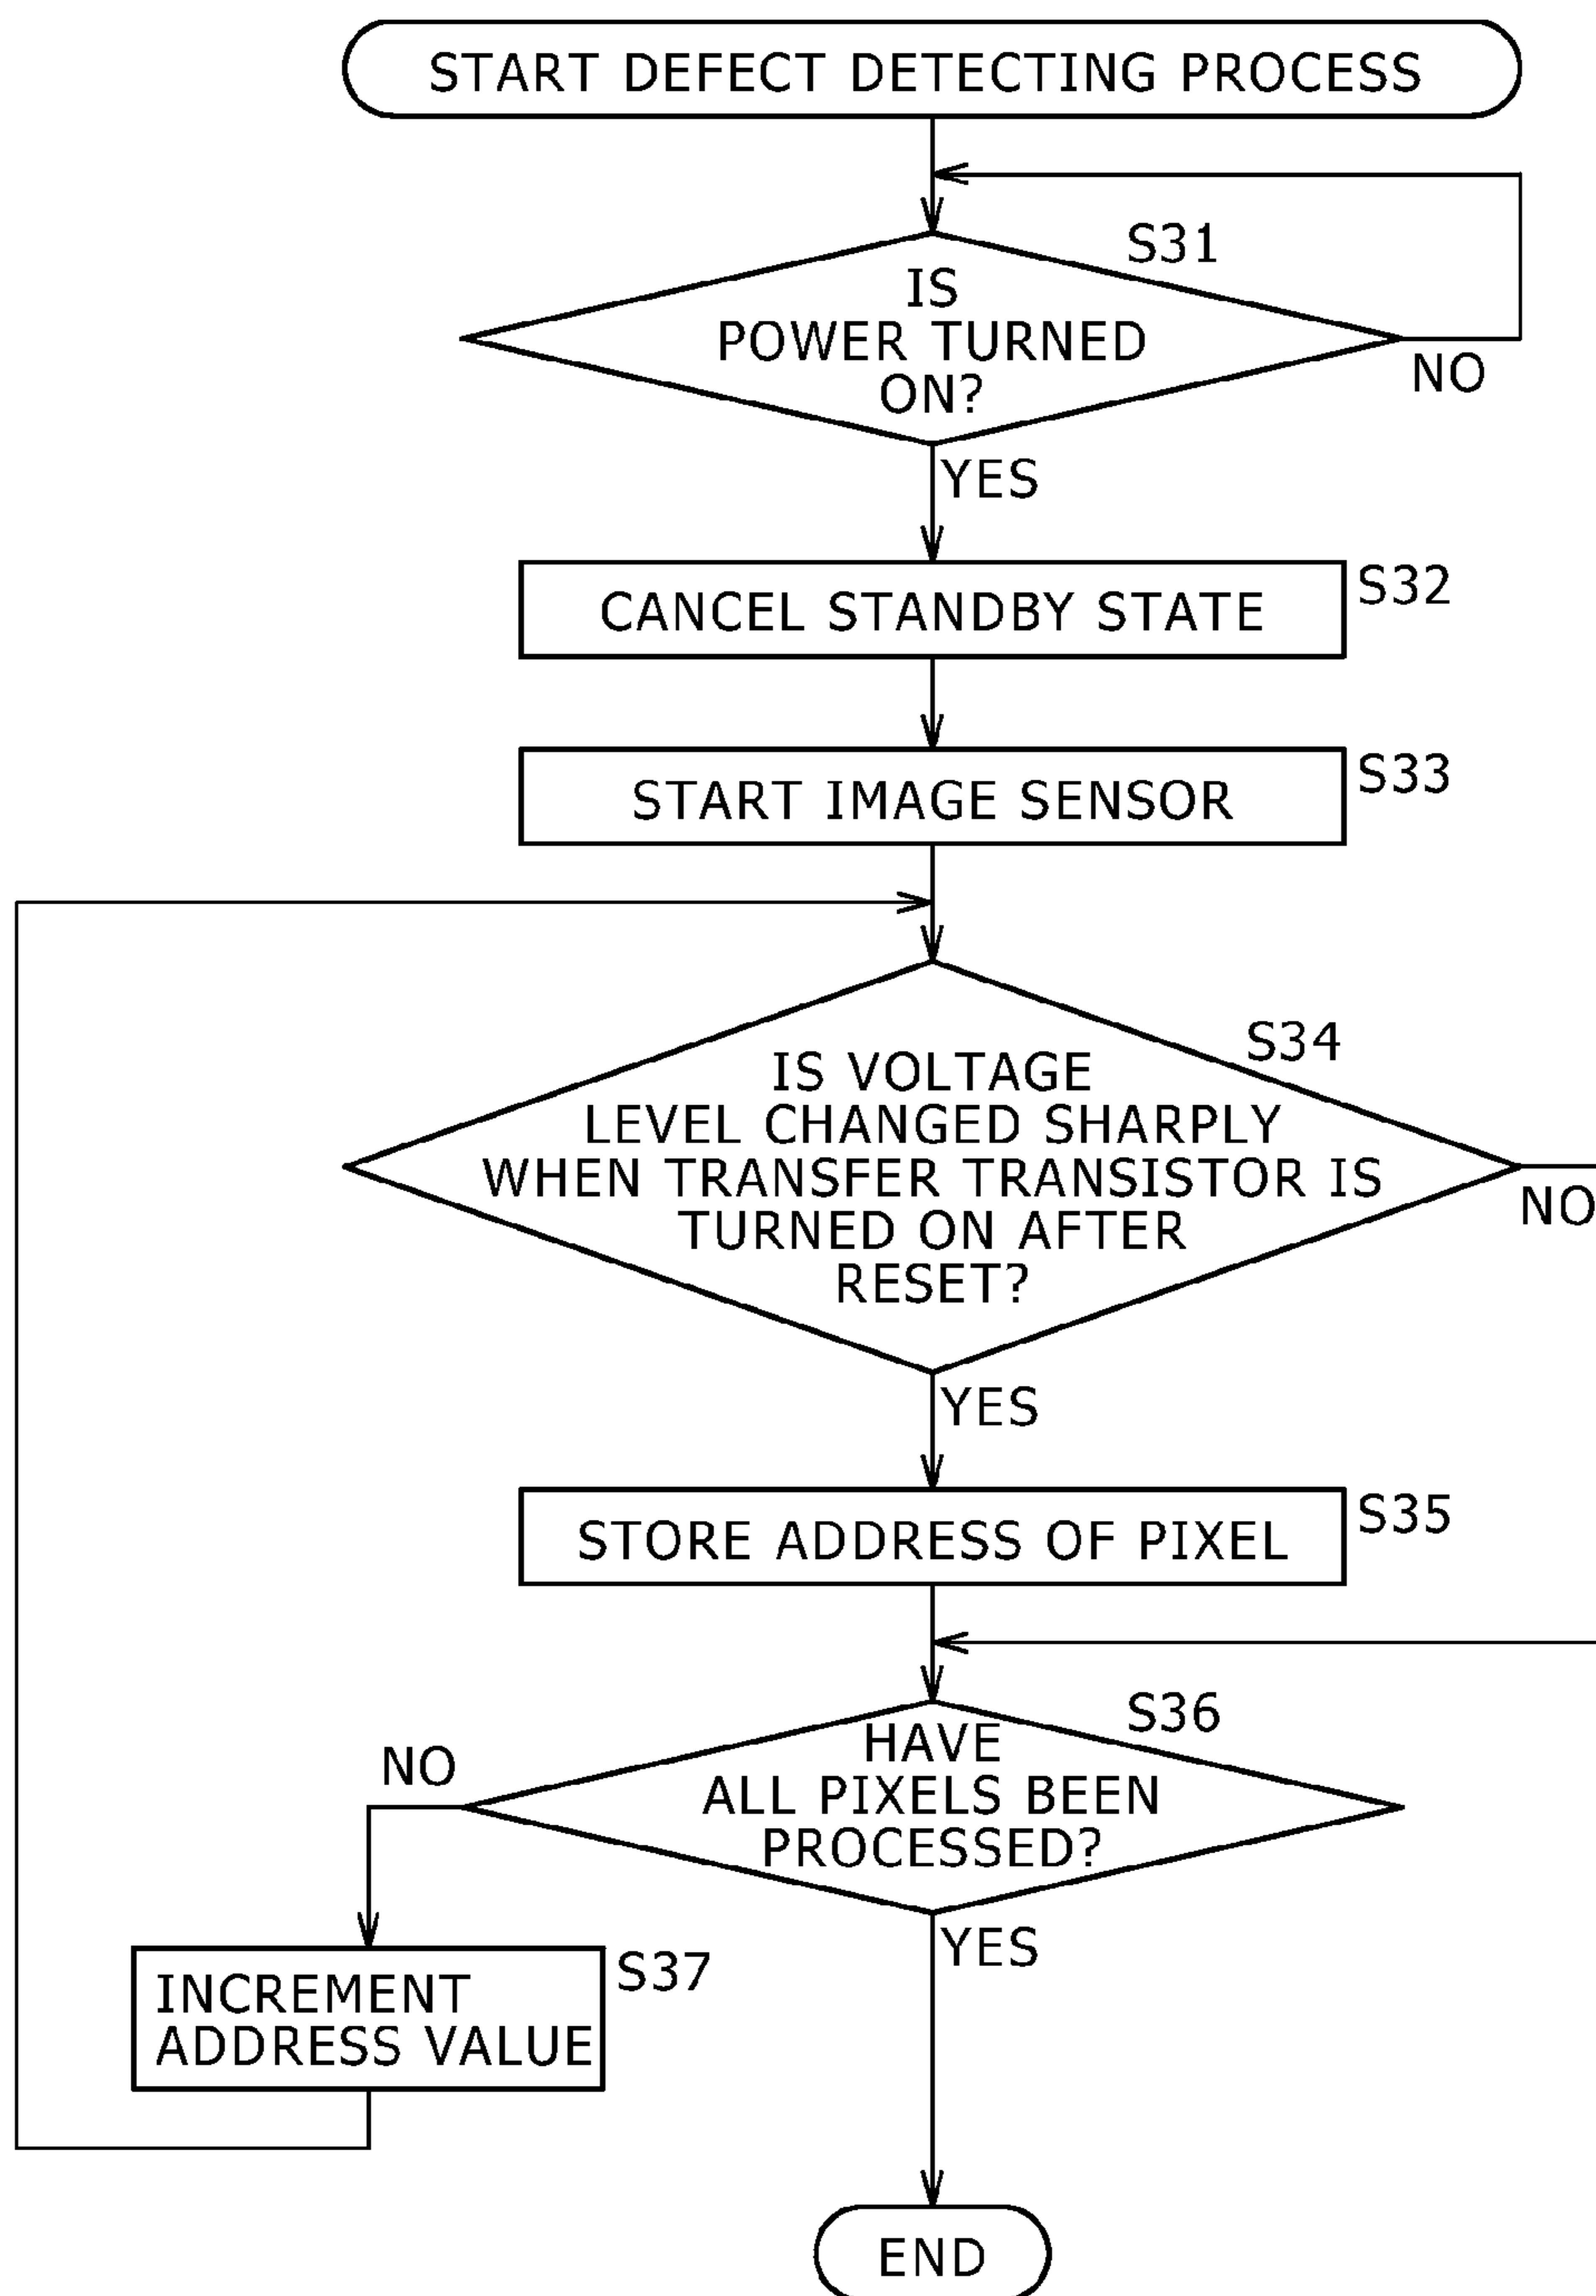 START DEFECT DETECTING PROCESS
S31
IS
POWER TURNED
ON?
NO
YES
CANCEL STANDBY STATE
S32
START IMAGE SENSOR
S33
S34
IS VOLTAGE
LEVEL CHANGED SHARPLY
WHEN TRANSFER TRANSISTOR IS
TURNED ON AFTER
RESET?
NO
YES
STORE ADDRESS OF PIXEL
S35
S36
HAVE
ALL PIXELS BEEN
PROCESSED?
NO
YES
INCREMENT
ADDRESS VALUE
S37
END